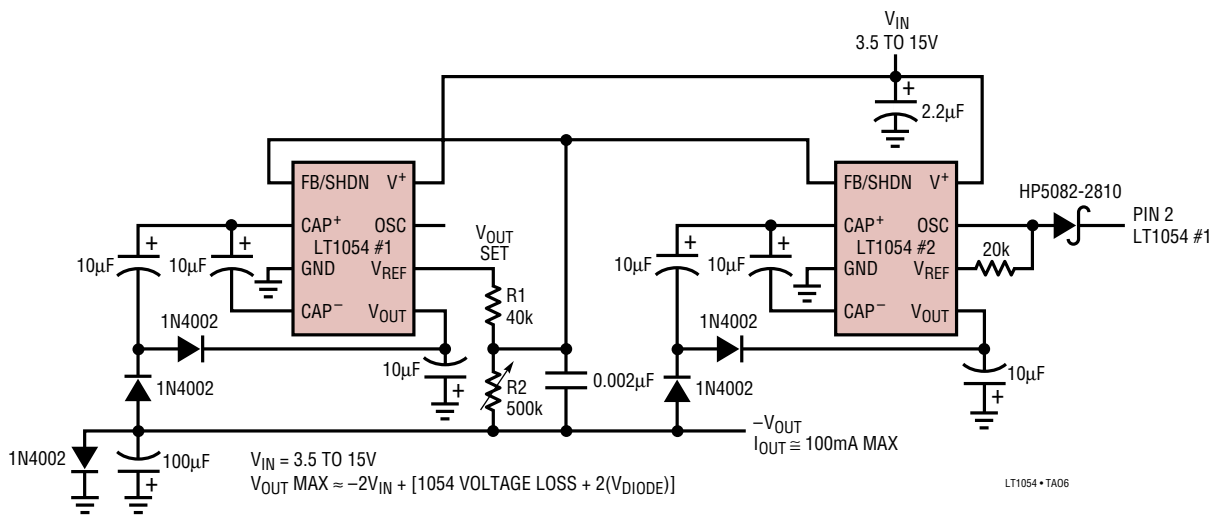 VIN
3.5 TO 15V
+
2.2µF
FB/SHDN V+
CAP+ OSC
LT1054 #1
GND VREF
CAP− VOUT
+
10µF
+
10µF
1N4002
1N4002
1N4002
100µF
+
10µF
+
VOUT
SET
R1
40k
R2
500k
0.002µF
FB/SHDN V+
CAP+ OSC
LT1054 #2
GND VREF
CAP− VOUT
+
10µF
+
10µF
1N4002
1N4002
HP5082-2810
PIN 2
LT1054 #1
20k
10µF
+
−VOUT
IOUT ≅ 100mA MAX
VIN = 3.5 TO 15V
VOUT MAX ≈ −2VIN + [1054 VOLTAGE LOSS + 2(VDIODE)]
LT1054 • TA06